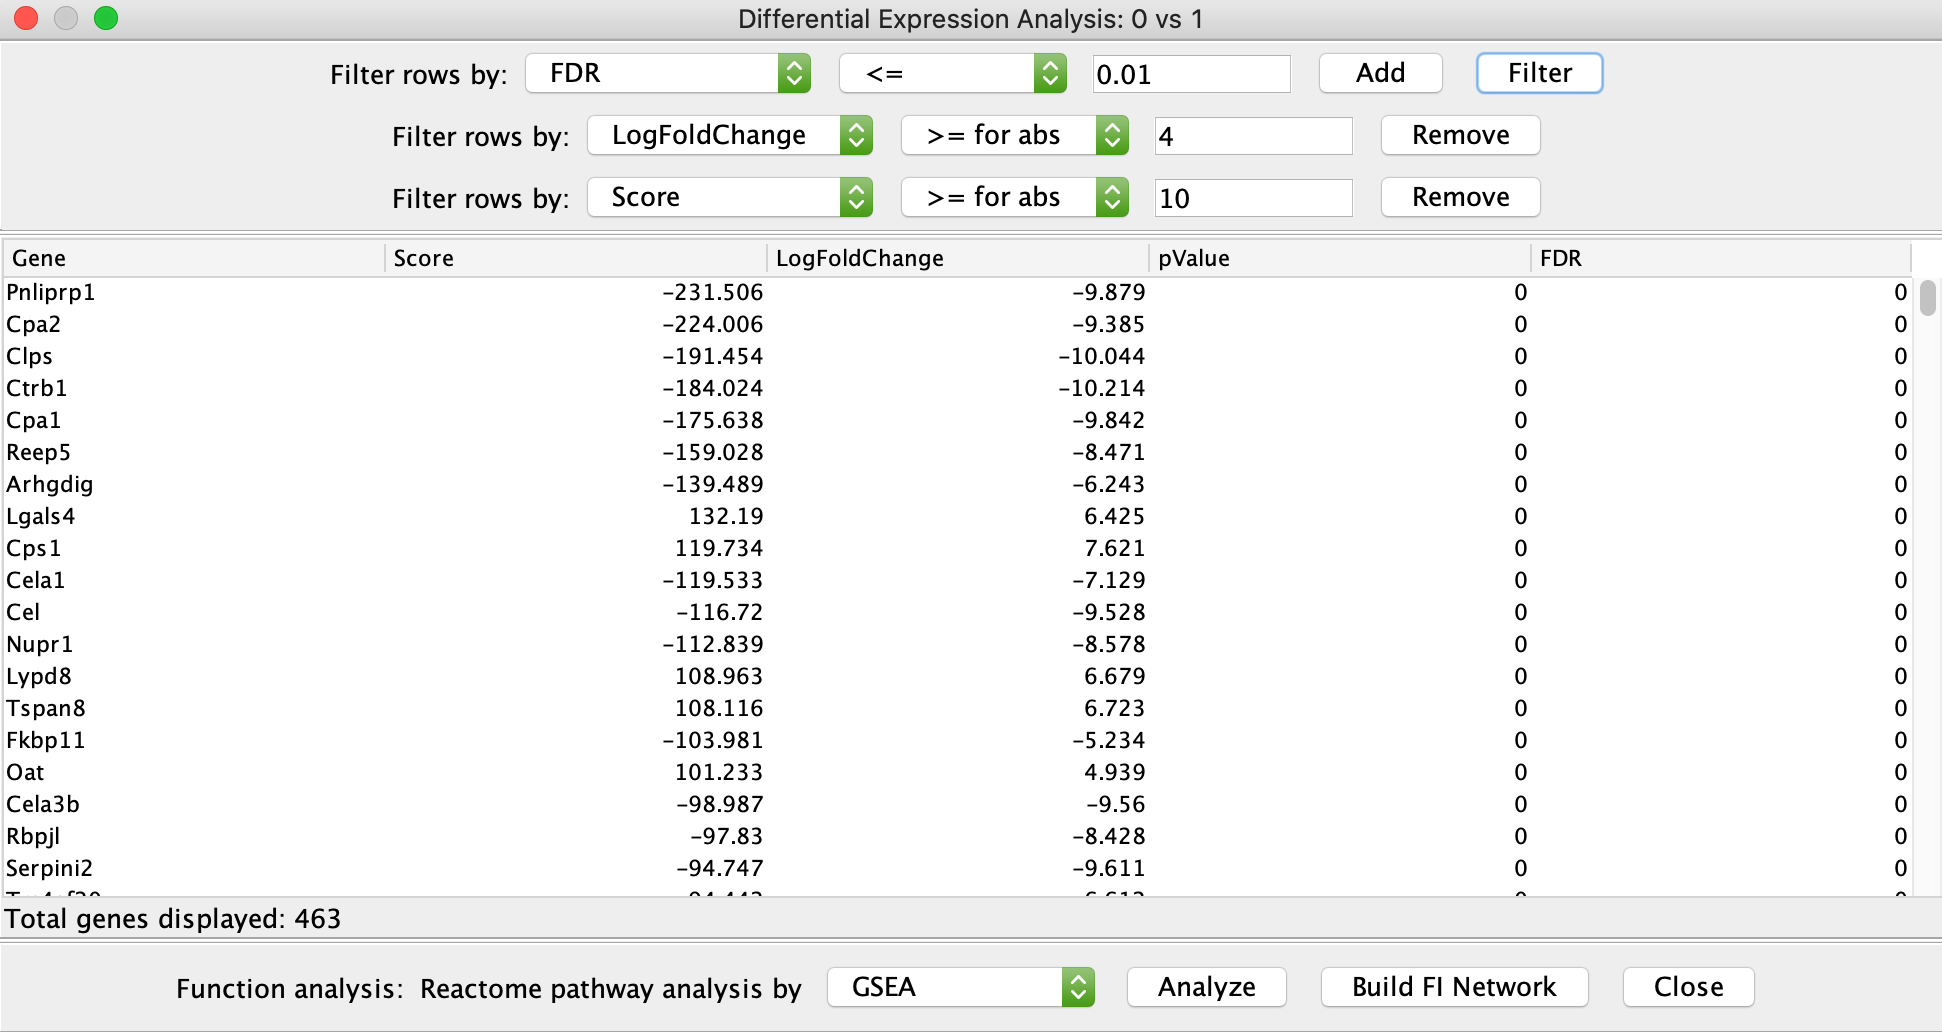 Differential Expression Analysis: 0 vs 1
Filter rows by: FDR <= 0.01 Add Filter
Filter rows by: LogFoldChange >= for abs 4 Remove
Filter rows by: Score >= for abs 10 Remove
Gene Score LogFoldChange pValue FDR
Pnliprp1 -231.506 -9.879 0 0
Cpa2 -224.006 -9.385 0 0
Clps -191.454 -10.044 0 0
Ctrb1 -184.024 -10.214 0 0
Cpa1 -175.638 -9.842 0 0
Reep5 -159.028 -8.471 0 0
Arhgdig -139.489 -6.243 0 0
Lgals4 132.19 6.425 0 0
Cps1 119.734 7.621 0 0
Cela1 -119.533 -7.129 0 0
Cel -116.72 -9.528 0 0
Nupr1 -112.839 -8.578 0 0
Lypd8 108.963 6.679 0 0
Tspan8 108.116 6.723 0 0
Fkbp11 -103.981 -5.234 0 0
Oat 101.233 4.939 0 0
Cela3b -98.987 -9.56 0 0
Rbpjl -97.83 -8.428 0 0
Serpini2 -94.747 -9.611 0 0
Total genes displayed: 463
Function analysis: Reactome pathway analysis by GSEA Analyze Build FI Network Close